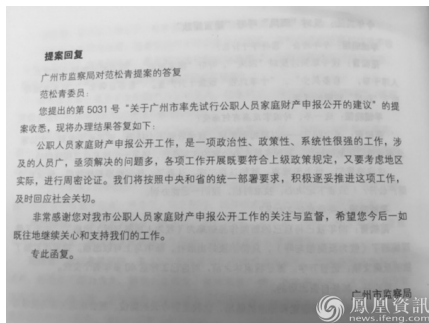 提案回复
广州市监察局对范松青提案的答复
范松青委员：
您提出的第5031号“关于广州市率先试行公职人员家庭财产申报公开的建议”的提
案收悉，现将办理结果答复如下：
公职人员家庭财产申报公开工作，是一项政治性、政策性、系统性很强的工作，涉
及的人员广，亟须解决的问题多，各项工作开展既要符合上级政策规定，又要考虑地区
实际，进行周密论证。我们将按照中央和省的统一部署要求，积极逐妥推进这项工作，
及时回应社会关切。
非常感谢您对我市公职人员家庭财产申报公开工作的关注与监督，希望您今后一如
既往地继续关心和支持我们的工作。
专此函复。
广州市监察局
鳳凰資訊
news.ifeng.com